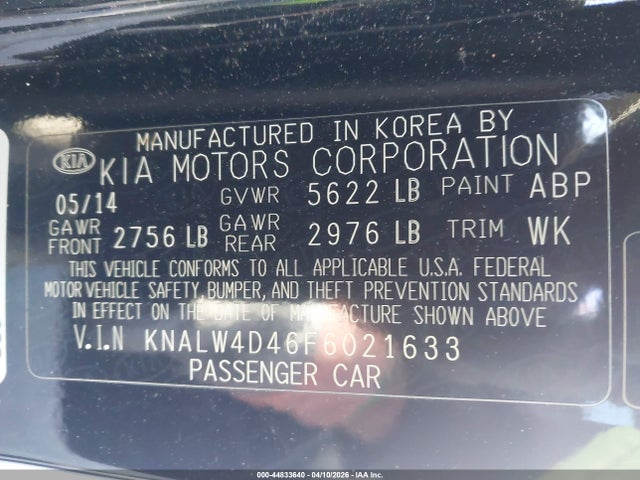 MANUFACTURED IN KOREA BY
KIA KIA MOTORS CORPORATION
05/14 GVWR 5622 LB PAINT ABP
GAWR FRONT 2756 LB GAWR REAR 2976 LB TRIM WK
THIS VEHICLE CONFORMS TO ALL APPLICABLE U.S.A. FEDERAL
MOTOR VEHICLE SAFETY, BUMPER, AND THEFT PREVENTION STANDARDS
IN EFFECT ON THE DATE OF MANUFACTURE SHOWN ABOVE
V.I.N KNALW4D46F6021633
PASSENGER CAR
000-44833640 - 04/10/2026 - IAA Inc.